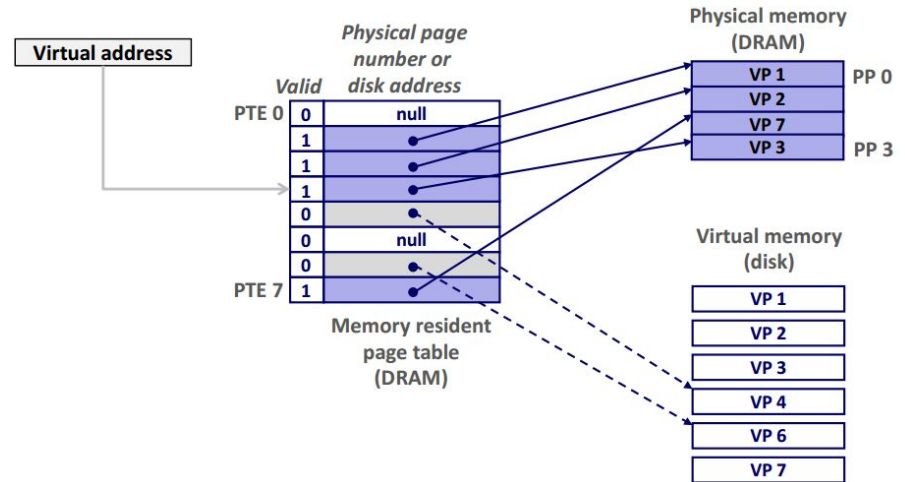 Virtual address
Physical page
number or
disk address
Valid
PTE 0
0
null
1
1
1
0
0
null
0
PTE 7
1
Memory resident
page table
(DRAM)
Physical memory
(DRAM)
VP 1
PP 0
VP 2
VP 7
VP 3
PP 3
Virtual memory
(disk)
VP 1
VP 2
VP 3
VP 4
VP 6
VP 7